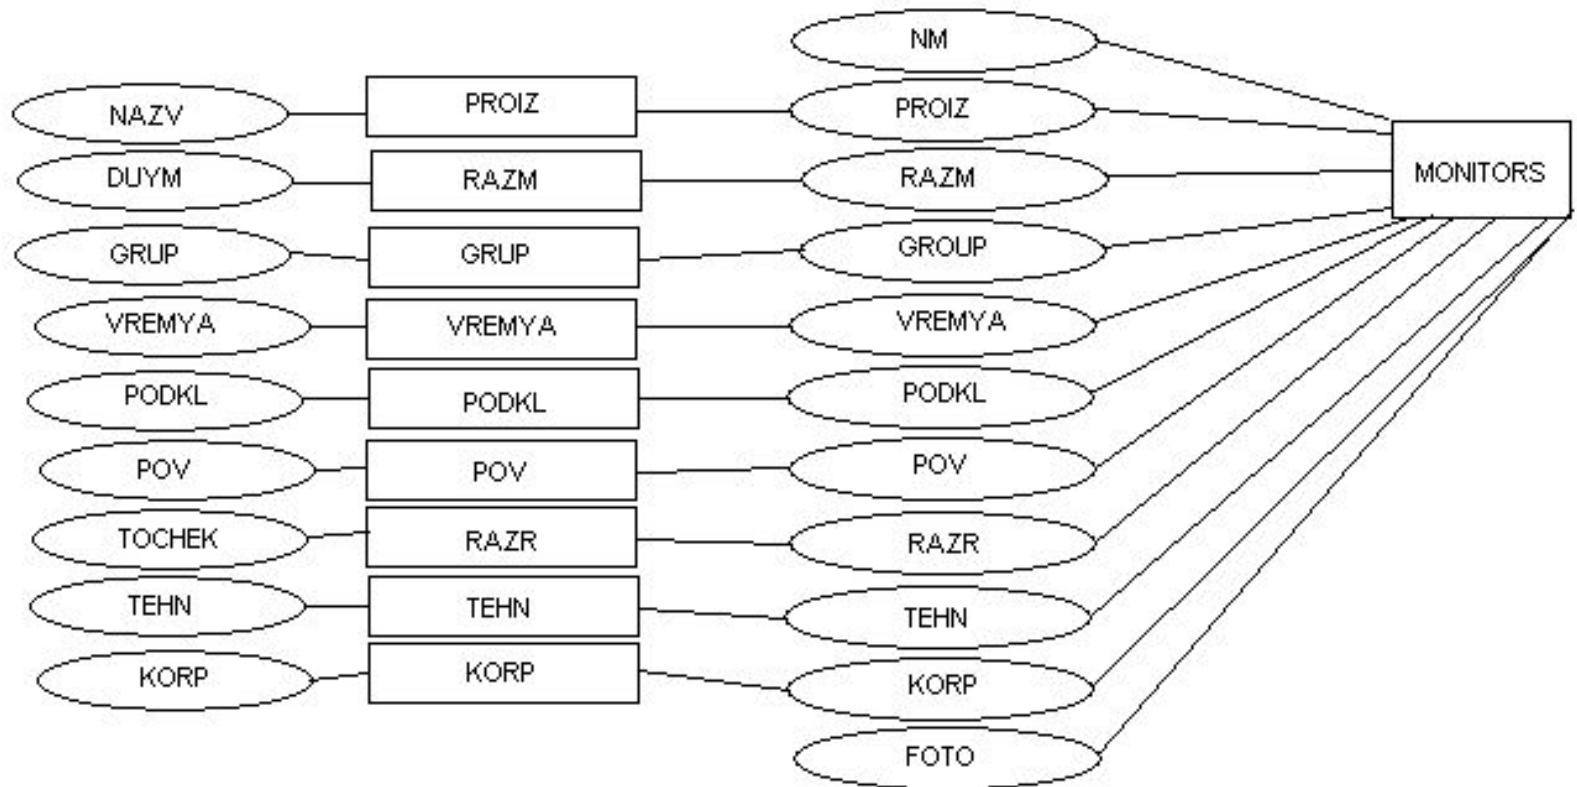 NM
NAZV PROIZ PROIZ
DUYM RAZM RAZM MONITORS
GRUP GRUP GROUP
VREMYA VREMYA VREMYA
PODKL PODKL PODKL
POV POV POV
TOCHEK RAZR RAZR
TEHN TEHN TEHN
KORP KORP KORP
FOTO